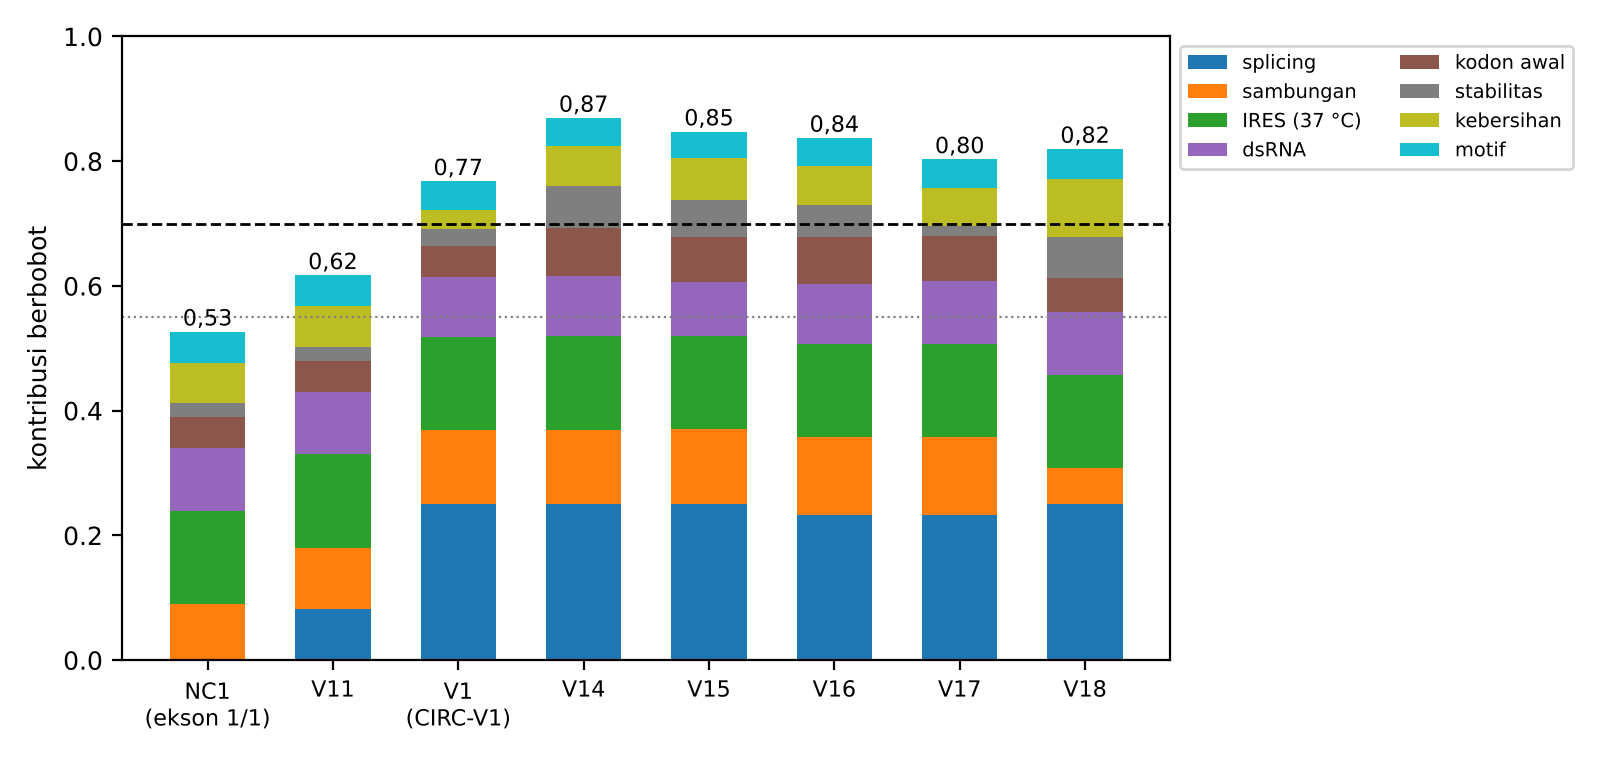 1.0
0.8
0.6
0.4
0.2
0.0
kontribusi berbobot
0,53
0,62
0,77
0,87
0,85
0,84
0,80
0,82
NC1
(ekson 1/1)
V11
V1
(CIRC-V1)
V14
V15
V16
V17
V18
splicing
sambungan
IRES (37 °C)
dsRNA
kodon awal
stabilitas
kebersihan
motif